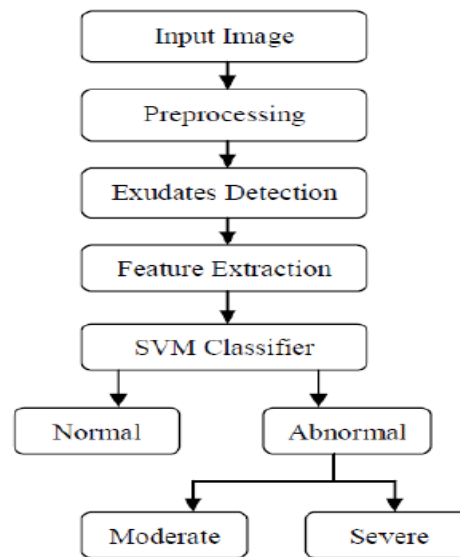 Input Image
Preprocessing
Exudates Detection
Feature Extraction
SVM Classifier
Normal
Abnormal
Moderate
Severe